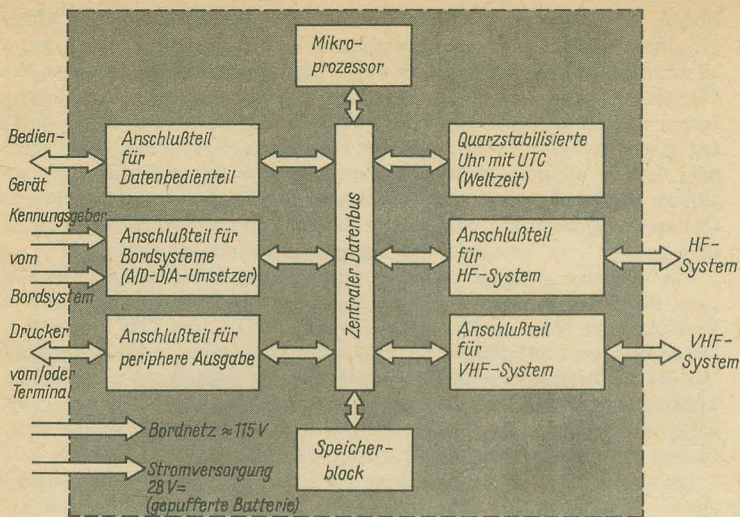 Mikro-
prozessor
Bedien-
Gerät
Anschlußteil
für
Datenbedienteil
Quarzstabilisierte
Uhr mit UTC
(Weltzeit)
Kennungsgeber
vom
Bordsystem
Anschlußteil für
Bordsysteme
(A/D-D/A-Umsetzer)
Zentraler Datenbus
Anschlußteil
für
HF-System
HF-
System
Drucker
vom/oder
Terminal
Anschlußteil für
periphere Ausgabe
Anschlußteil
für
VHF-System
VHF-
System
Bordnetz ≈ 115 V
Stromversorgung
28 V=
(gepufferte Batterie)
Speicher-
block